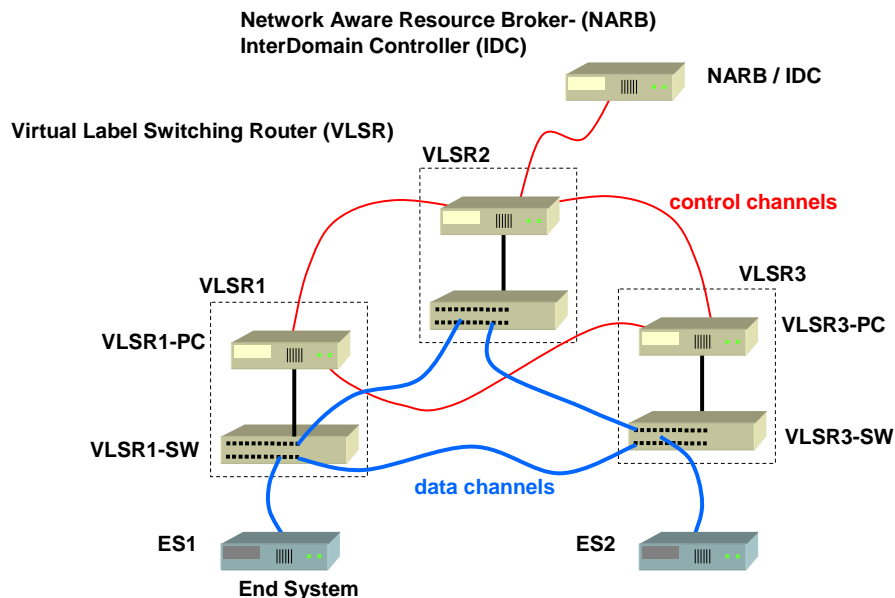 Network Aware Resource Broker- (NARB)
InterDomain Controller (IDC)
NARB / IDC
Virtual Label Switching Router (VLSR)
VLSR2
control channels
VLSR1
VLSR3
VLSR1-PC
VLSR3-PC
VLSR1-SW
VLSR3-SW
data channels
ES1
ES2
End System